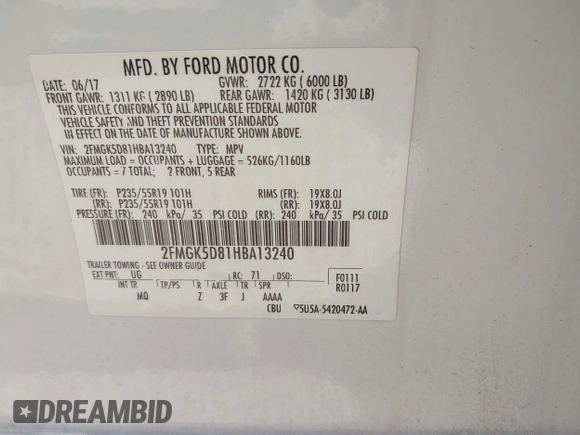 MFD. BY FORD MOTOR CO.
DATE: 06/17 GVWR: 2722 KG ( 6000 LB)
FRONT GAWR: 1311 KG ( 2890 LB) REAR GAWR: 1420 KG ( 3130 LB)
THIS VEHICLE CONFORMS TO ALL APPLICABLE FEDERAL MOTOR
VEHICLE SAFETY AND THEFT PREVENTION STANDARDS
IN EFFECT ON THE DATE OF MANUFACTURE SHOWN ABOVE.
VIN: 2FMGK5D81HBA13240 TYPE: MPV
MAXIMUM LOAD = OCCUPANTS + LUGGAGE = 526KG/1160LB
OCCUPANTS = 7 TOTAL; 2 FRONT, 5 REAR
TIRE (FR): P235/55R19 101H RIMS (FR): 19X8.0J
(RR): P235/55R19 101H (RR): 19X8.0J
PRESSURE (FR): 240 kPa/ 35 PSI COLD (RR): 240 kPa/ 35 PSI COLD
2FMGK5D81HBA13240
TRAILER TOWING - SEE OWNER GUIDE
EXT PNT: UG RC: 71 DSO: F0111
INT TR TP/PS R AXLE TR SPR R0117
MQ Z 3F J AAAA
CBU 5U5A-5420472-AA
DREAMBID